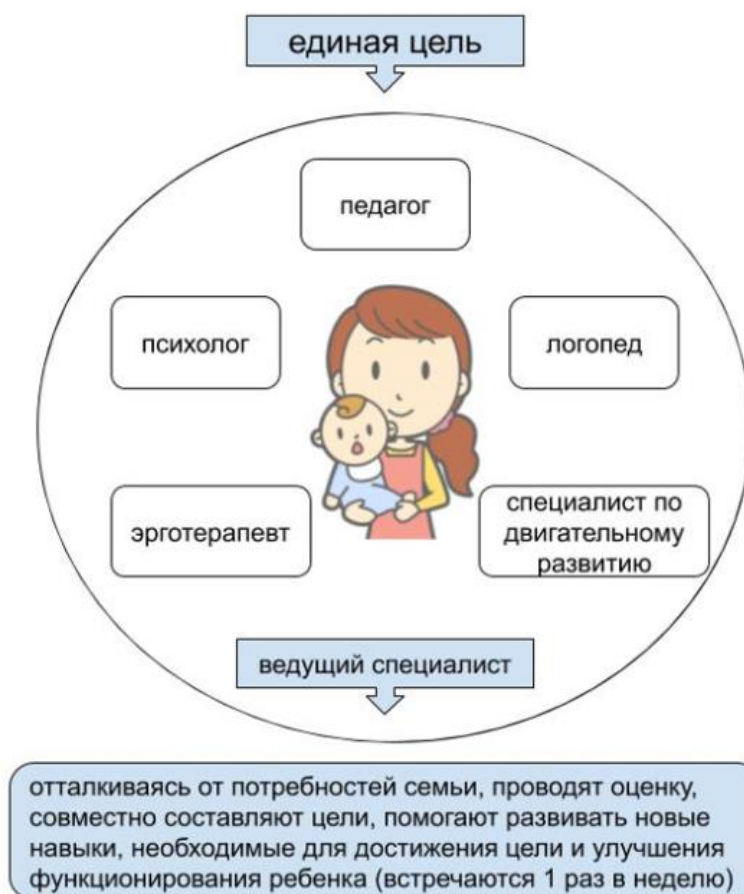 единая цель
педагог
психолог
логопед
эрготерапевт
специалист по
двигательному
развитию
ведущий специалист
отталкиваясь от потребностей семьи, проводят оценку,
совместно составляют цели, помогают развивать новые
навыки, необходимые для достижения цели и улучшения
функционирования ребенка (встречаются 1 раз в неделю)